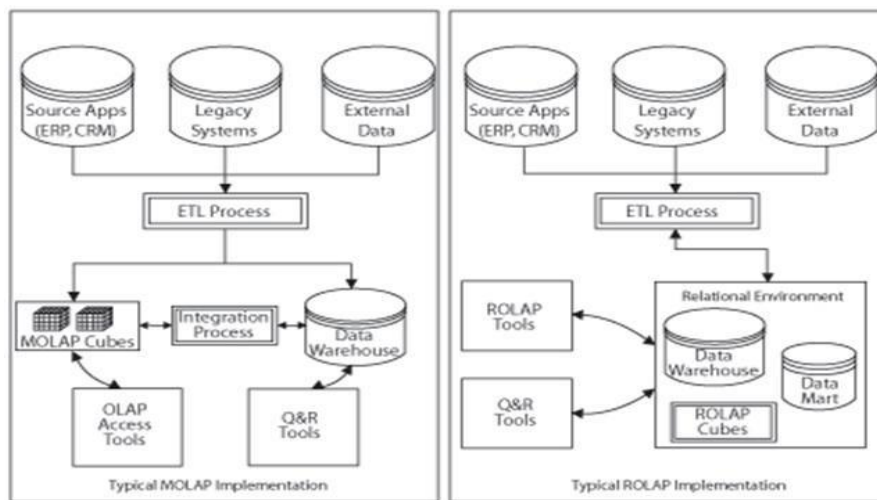 Source Apps
(ERP, CRM)
Legacy
Systems
External
Data
ETL Process
MOLAP Cubes
Integration
Process
Data
Warehouse
OLAP
Access
Tools
Q&R
Tools
Typical MOLAP Implementation
Source Apps
(ERP, CRM)
Legacy
Systems
External
Data
ETL Process
ROLAP
Tools
Relational Environment
Data
Warehouse
Data
Mart
Q&R
Tools
ROLAP
Cubes
Typical ROLAP Implementation